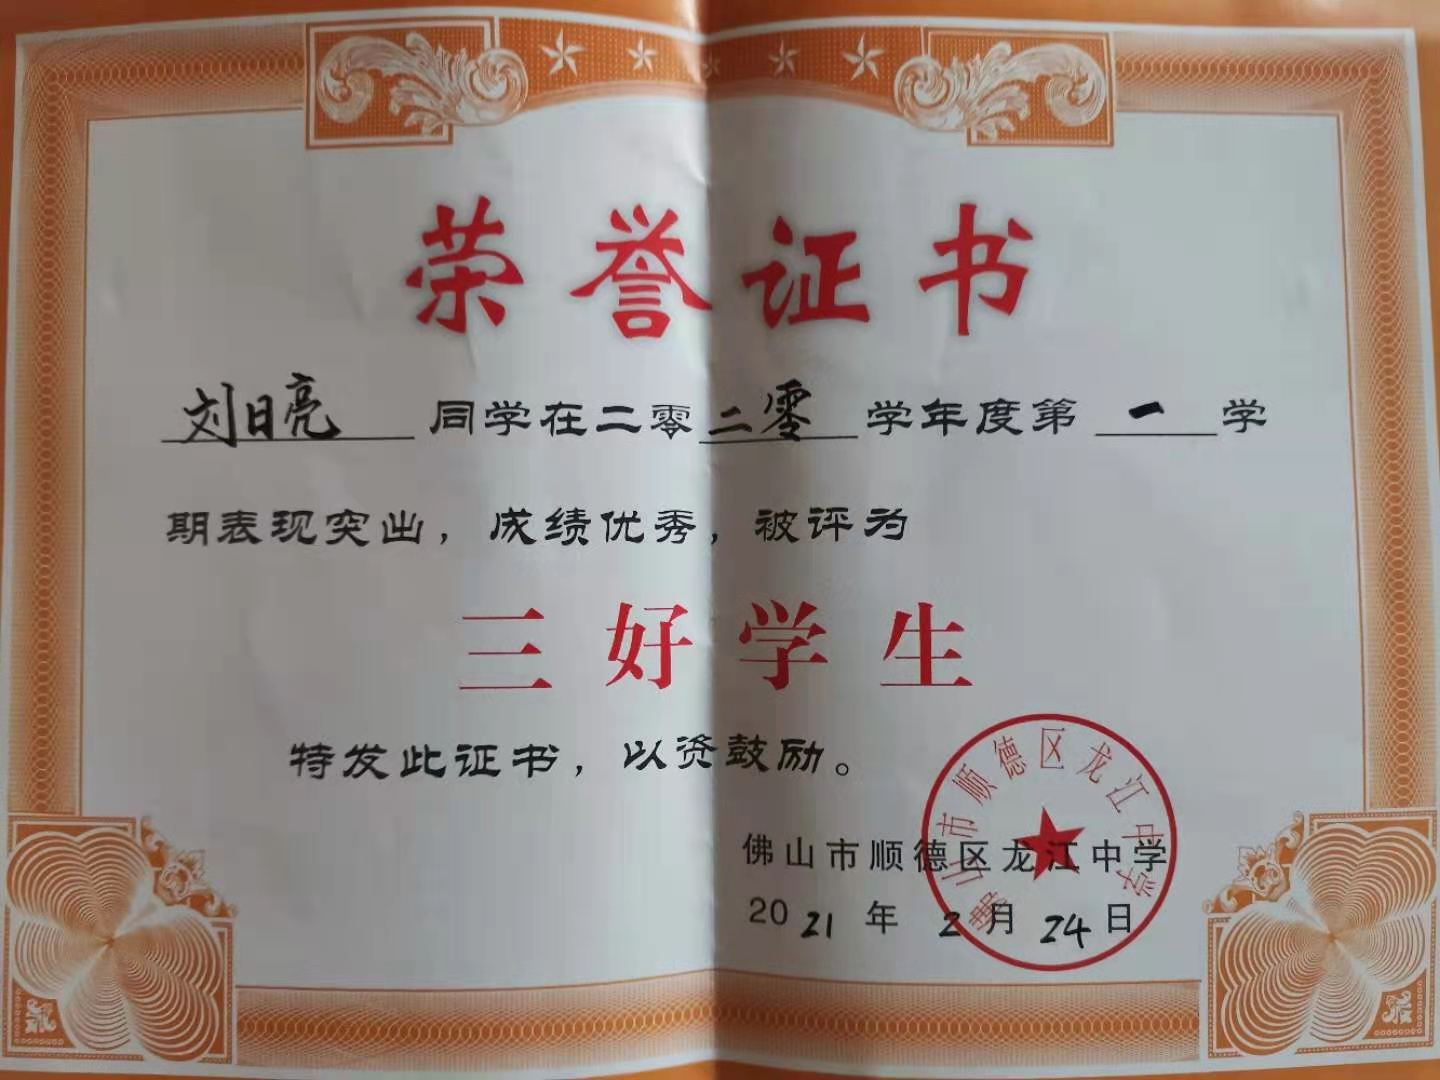 荣誉证书
刘日亮 同学在二零二零学年度第一学
期表现突出，成绩优秀，被评为
三好学生
特发此证书，以资鼓励。
佛山市顺德区龙江中学
佛山市顺德区龙江中学
2021年2月24日